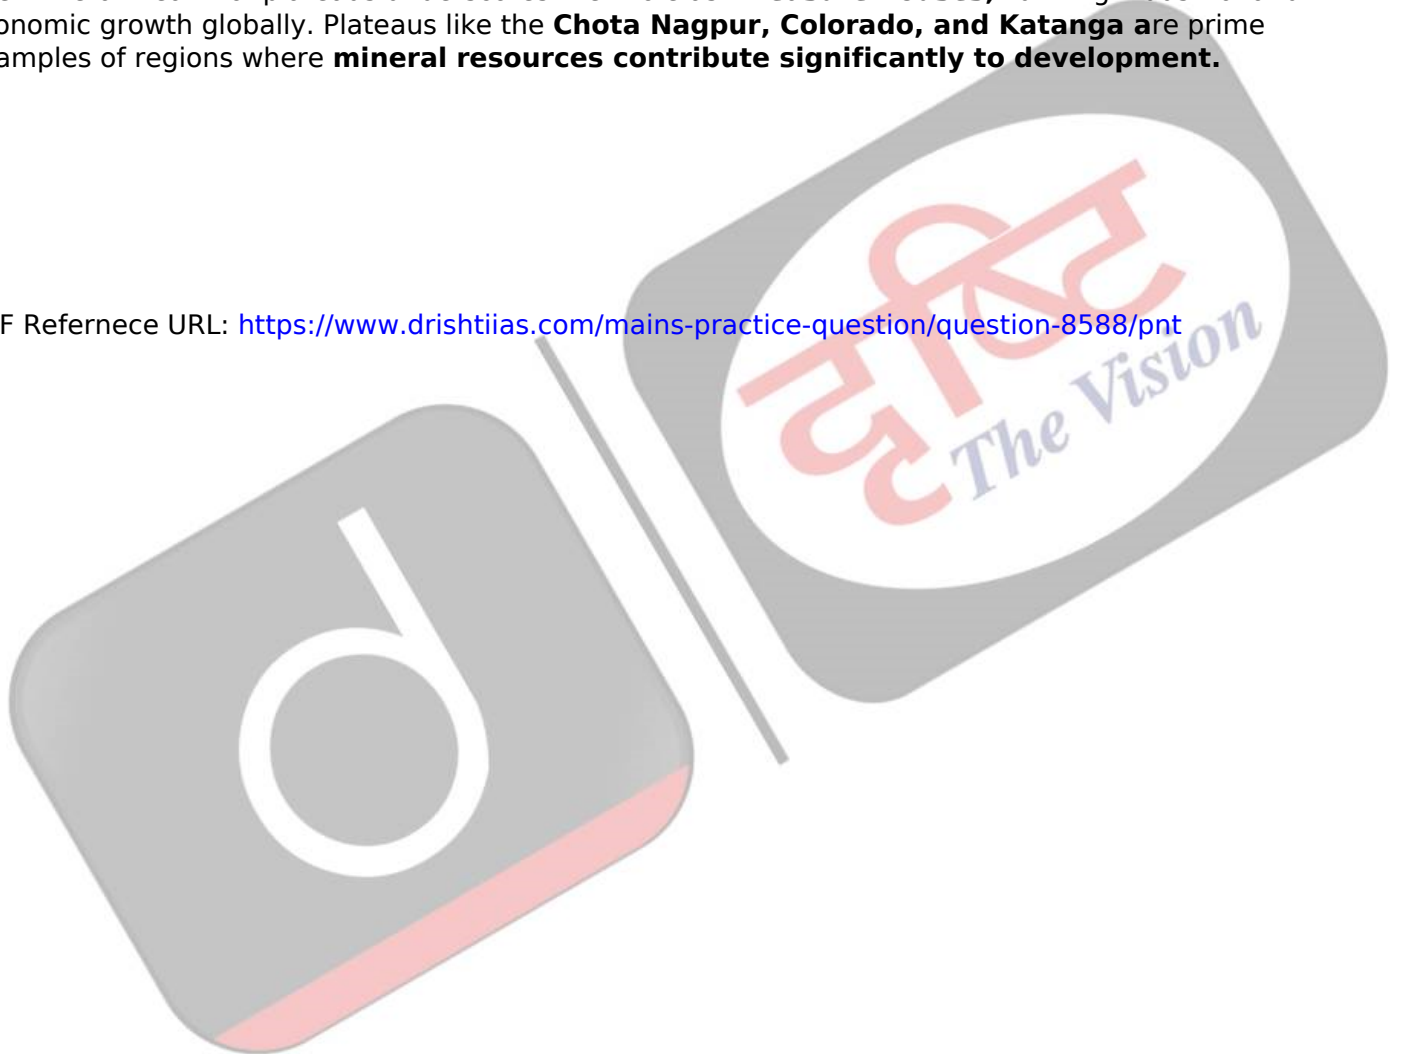 onomic growth globally. Plateaus like the Chota Nagpur, Colorado, and Katanga are prime
amples of regions where mineral resources contribute significantly to development.
F Refernece URL: https://www.drishtiias.com/mains-practice-question/question-8588/pnt
दृष्टि
The Vision
d